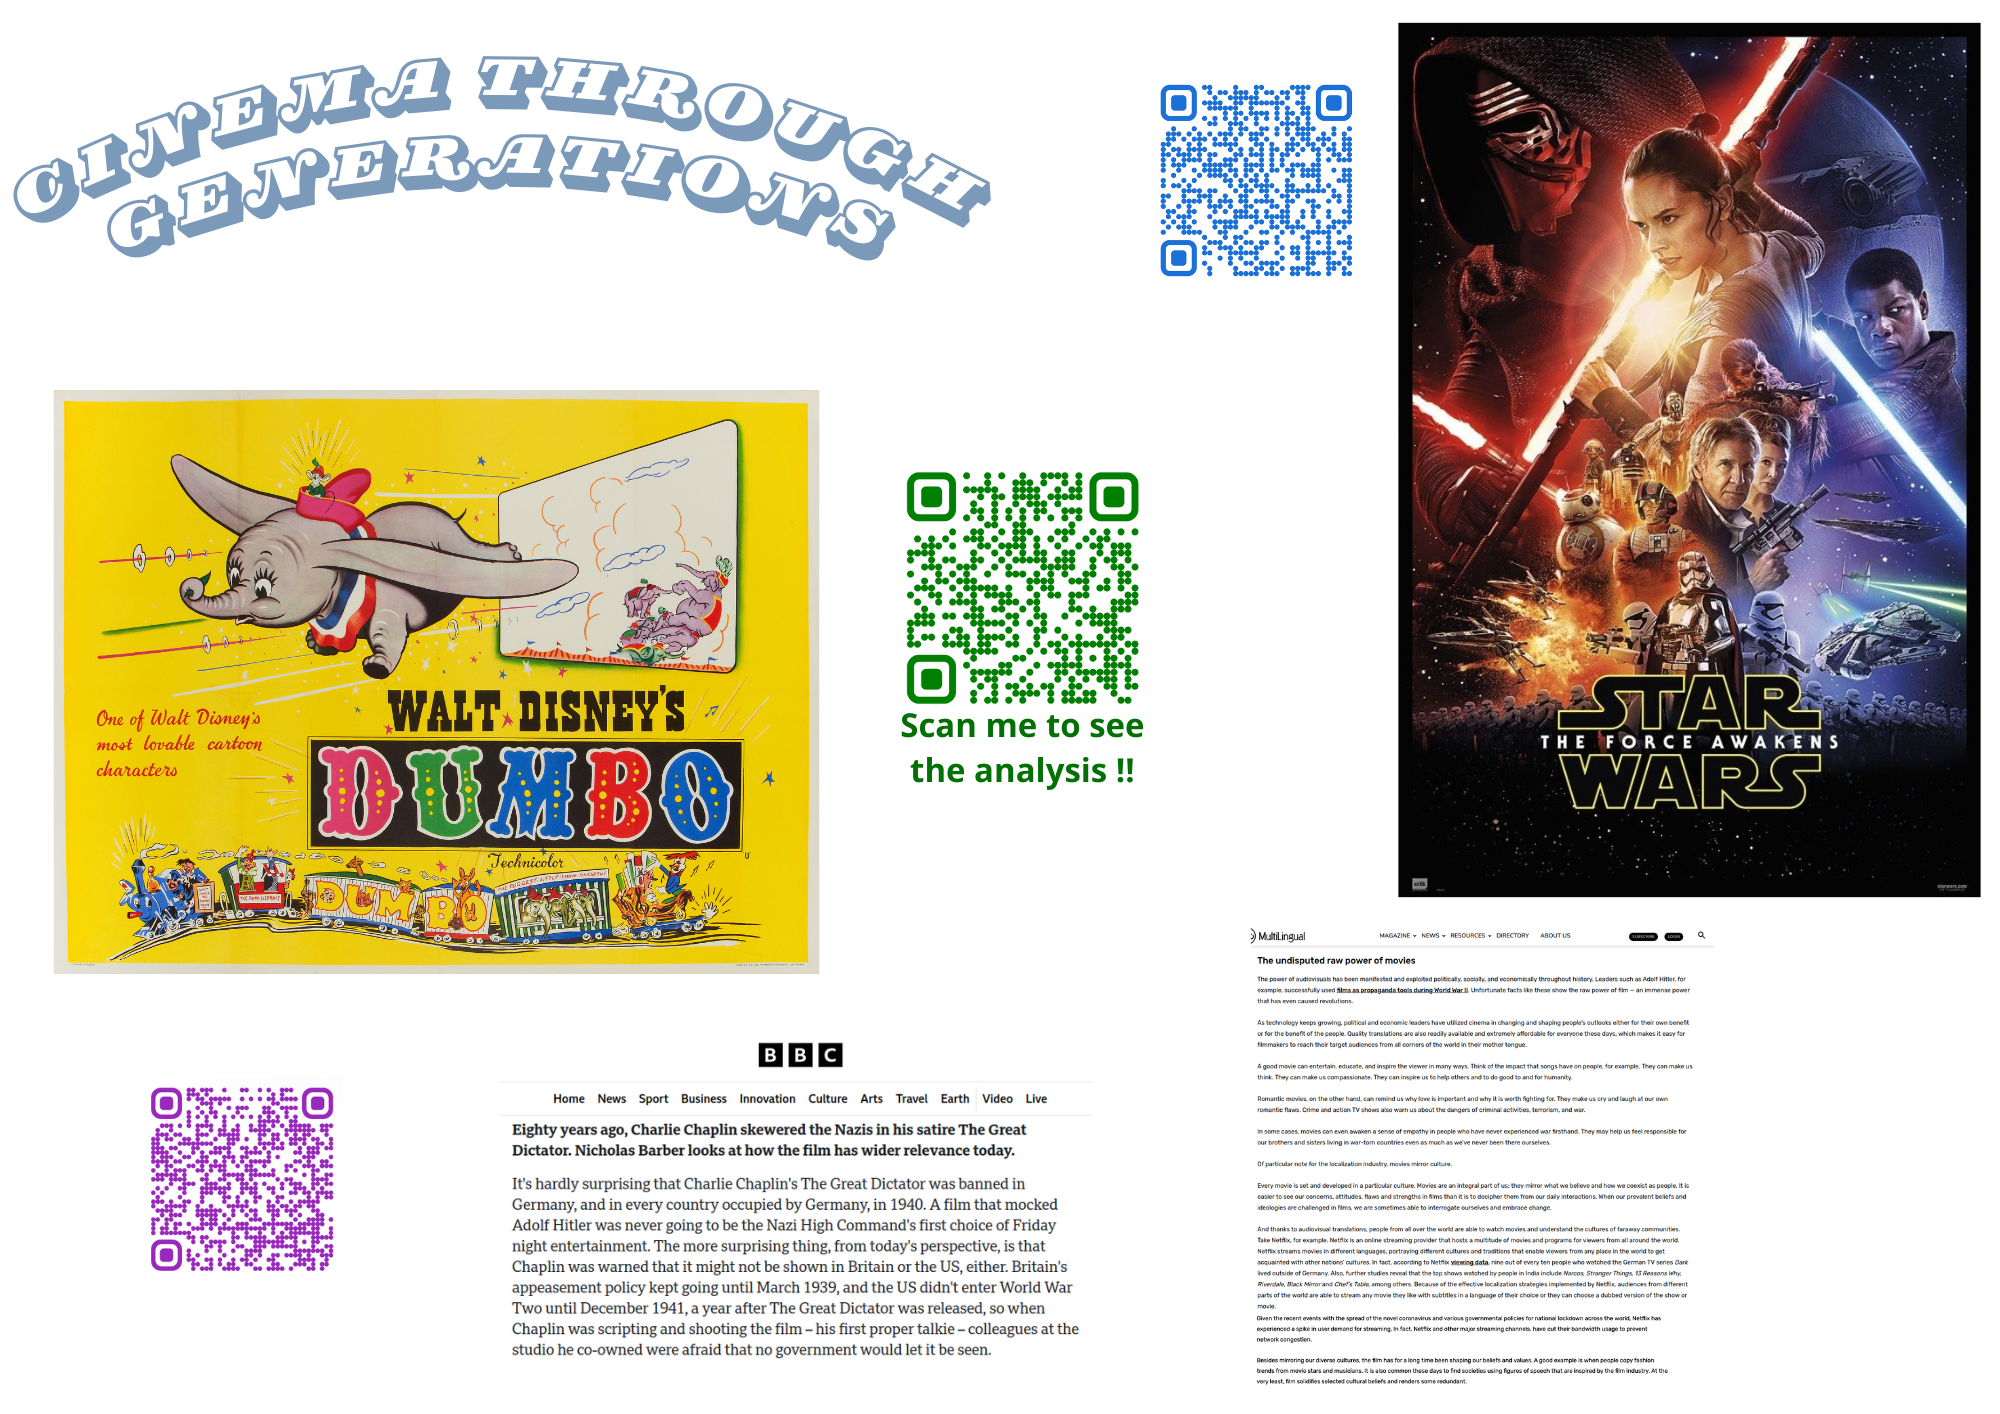 CINEMA THROUGH
GENERATIONS
One of Walt Disney's
most lovable cartoon
characters
WALT DISNEY'S
DUMBO
Technicolor
DUMBO
Scan me to see
the analysis !!
STAR
THE FORCE AWAKENS
WARS
starwars.com
BBC
Home News Sport Business Innovation Culture Arts Travel Earth Video Live
Eighty years ago, Charlie Chaplin skewered the Nazis in his satire The Great
Dictator. Nicholas Barber looks at how the film has wider relevance today.
It's hardly surprising that Charlie Chaplin's The Great Dictator was banned in
Germany, and in every country occupied by Germany, in 1940. A film that mocked
Adolf Hitler was never going to be the Nazi High Command's first choice of Friday
night entertainment. The more surprising thing, from today's perspective, is that
Chaplin was warned that it might not be shown in Britain or the US, either. Britain's
appeasement policy kept going until March 1939, and the US didn't enter World War
Two until December 1941, a year after The Great Dictator was released, so when
Chaplin was scripting and shooting the film – his first proper talkie – colleagues at the
studio he co-owned were afraid that no government would let it be seen.
MultiLingual
MAGAZINE NEWS RESOURCES DIRECTORY ABOUT US SUBSCRIBE LOGIN
The undisputed raw power of movies
The power of audiovisuals has been manifested and exploited politically, socially, and economically throughout history. Leaders such as Adolf Hitler, for
example, successfully used films as propaganda tools during World War II. Unfortunate facts like these show the raw power of film — an immense power
that has even caused revolutions.
As technology keeps growing, political and economic leaders have utilized cinema in changing and shaping people's outlooks either for their own benefit
or for the benefit of the people. Quality translations are also readily available and extremely affordable for everyone these days, which makes it easy for
filmmakers to reach their target audiences from all corners of the world in their mother tongue.
A good movie can entertain, educate, and inspire the viewer in many ways. Think of the impact that songs have on people, for example. They can make us
think. They can make us compassionate. They can inspire us to help others and to do good to and for humanity.
Romantic movies, on the other hand, can remind us why love is important and why it is worth fighting for. They make us cry and laugh at our own
romantic flaws. Crime and action TV shows also warn us about the dangers of criminal activities, terrorism, and war.
In some cases, movies can even awaken a sense of empathy in people who have never experienced war firsthand. They may help us feel responsible for
our brothers and sisters living in war-torn countries even as much as we've never been there ourselves.
Of particular note for the localization industry, movies mirror culture.
Every movie is set and developed in a particular culture. Movies are an integral part of us; they mirror what we believe and how we coexist as people. It is
easier to see our concerns, attitudes, flaws and strengths in films than it is to decipher them from our daily interactions. When our prevalent beliefs and
ideologies are challenged in films, we are sometimes able to interrogate ourselves and embrace change.
And thanks to audiovisual translations, people from all over the world are able to watch movies and understand the cultures of faraway communities.
Take Netflix, for example. Netflix is an online streaming provider that hosts a multitude of movies and programs for viewers from all around the world.
Netflix streams movies in different languages, portraying different cultures and traditions that enable viewers from any place in the world to get
acquainted with other nations' cultures. In fact, according to Netflix viewing data, nine out of every ten people who watched the German TV series Dark
lived outside of Germany. Also, further studies reveal that the top shows watched by people in India include Narcos, Stranger Things, 13 Reasons Why,
Riverdale, Black Mirror and Chef's Table, among others. Because of the effective localization strategies implemented by Netflix, audiences from different
parts of the world are able to stream any movie they like with subtitles in a language of their choice or they can choose a dubbed version of the show or
movie.
Given the recent events with the spread of the novel coronavirus and various governmental policies for national lockdown across the world, Netflix has
experienced a spike in user demand for streaming. In fact, Netflix and other major streaming channels, have cut their bandwidth usage to prevent
network congestion.
Besides mirroring our diverse cultures, the film has for a long time been shaping our beliefs and values. A good example is when people copy fashion
trends from movie stars and musicians. It is also common these days to find societies using figures of speech that are inspired by the film industry. At the
very least, film solidifies selected cultural beliefs and renders some redundant.